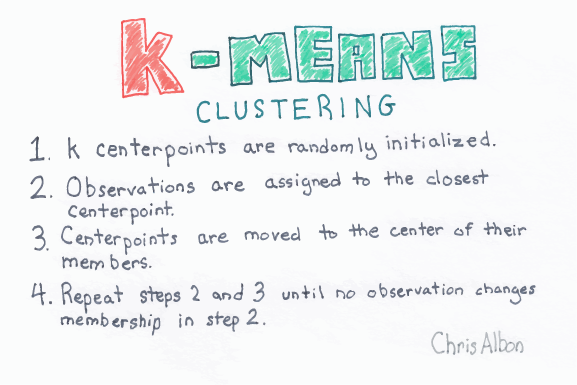 k-MEANS
CLUSTERING
1. k centerpoints are randomly initialized.
2. Observations are assigned to the closest
centerpoint.
3. Centerpoints are moved to the center of their
members.
4. Repeat steps 2 and 3 until no observation changes
membership in step 2.
Chris Albon